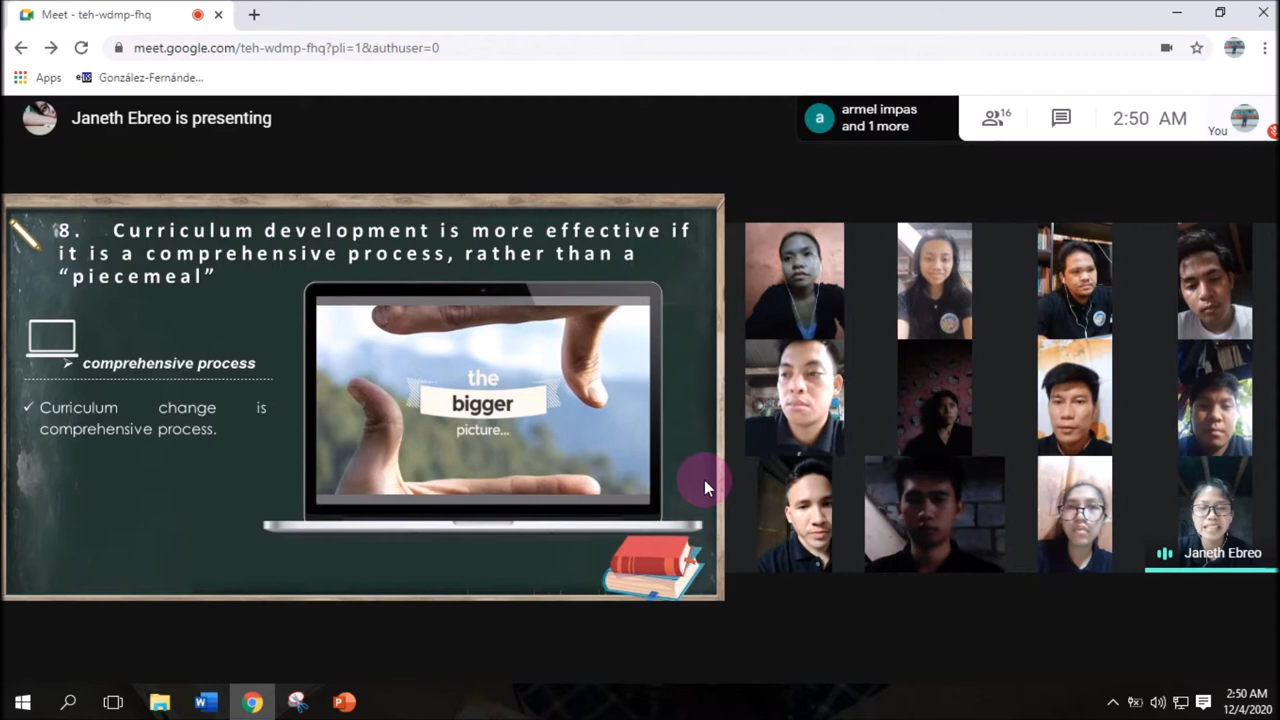 Meet - teh-wdmp-fhq
meet.google.com/teh-wdmp-fhq?pli=1&authuser=0
Apps
González-Fernánde...
Janeth Ebreo is presenting
a
armel impas
and 1 more
16
2:50 AM
You
8. Curriculum development is more effective if
it is a comprehensive process, rather than a
“piecemeal”
➢ comprehensive process
✓ Curriculum change is
comprehensive process.
the
bigger
picture...
Janeth Ebreo
2:50 AM
12/4/2020